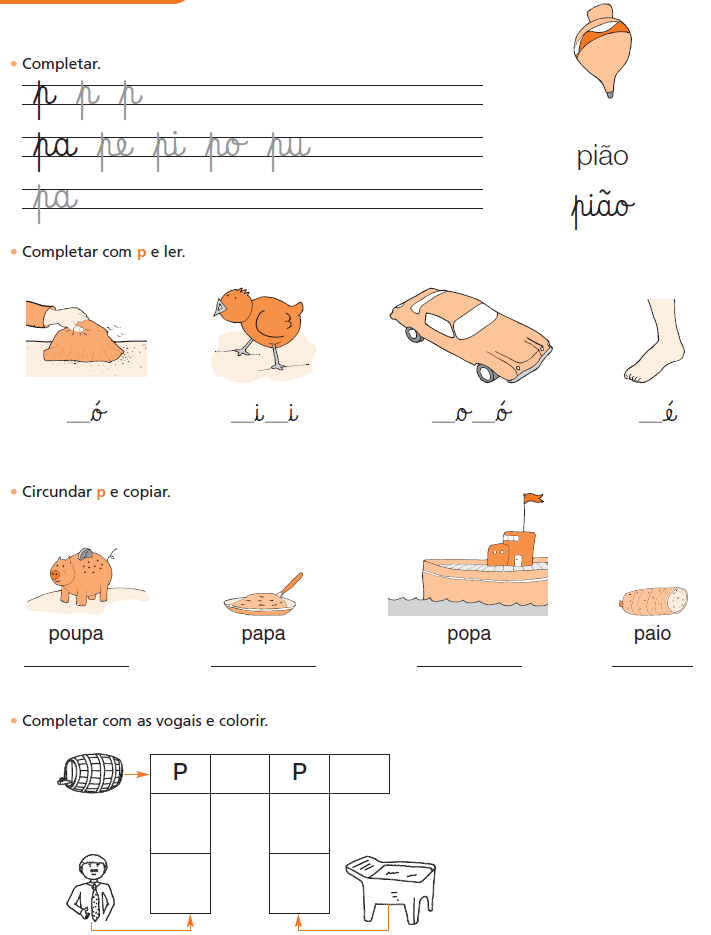 • Completar.
p p p
pa pe pi po pu
pa
pião
pião
• Completar com p e ler.
__ó __i__i __o__ó __é
• Circundar p e copiar.
poupa papa popa paio
• Completar com as vogais e colorir.
P P